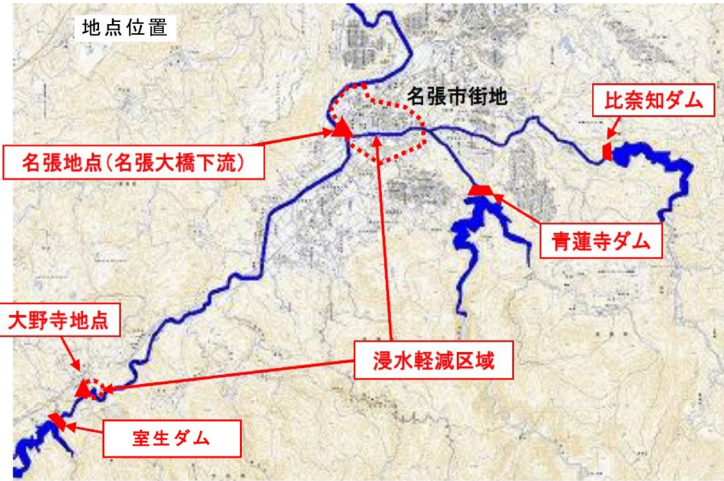 地点位置
名張市街地
比奈知ダム
名張地点（名張大橋下流）
青蓮寺ダム
大野寺地点
浸水軽減区域
室生ダム